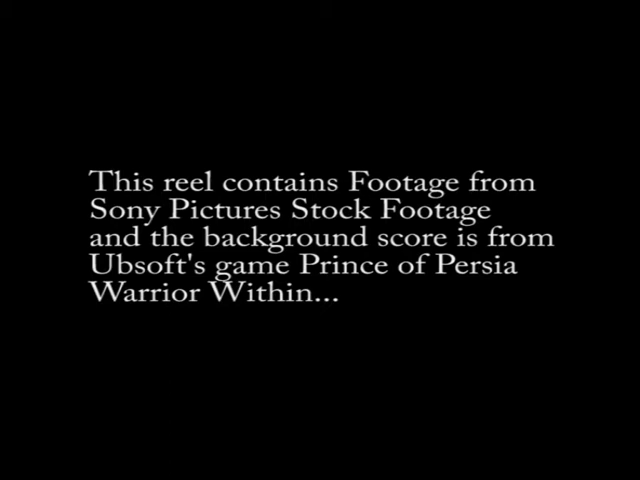 This reel contains Footage from
Sony Pictures Stock Footage
and the background score is from
Ubsoft's game Prince of Persia
Warrior Within...